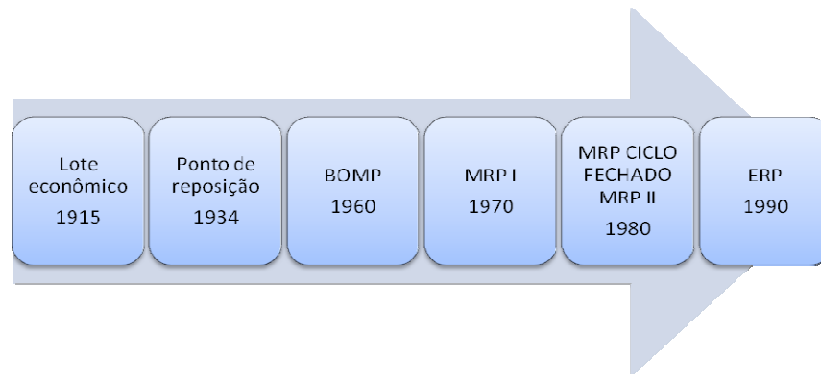 Lote
econômico
1915
Ponto de
reposição
1934
BOMP
1960
MRP I
1970
MRP CICLO
FECHADO
MRP II
1980
ERP
1990